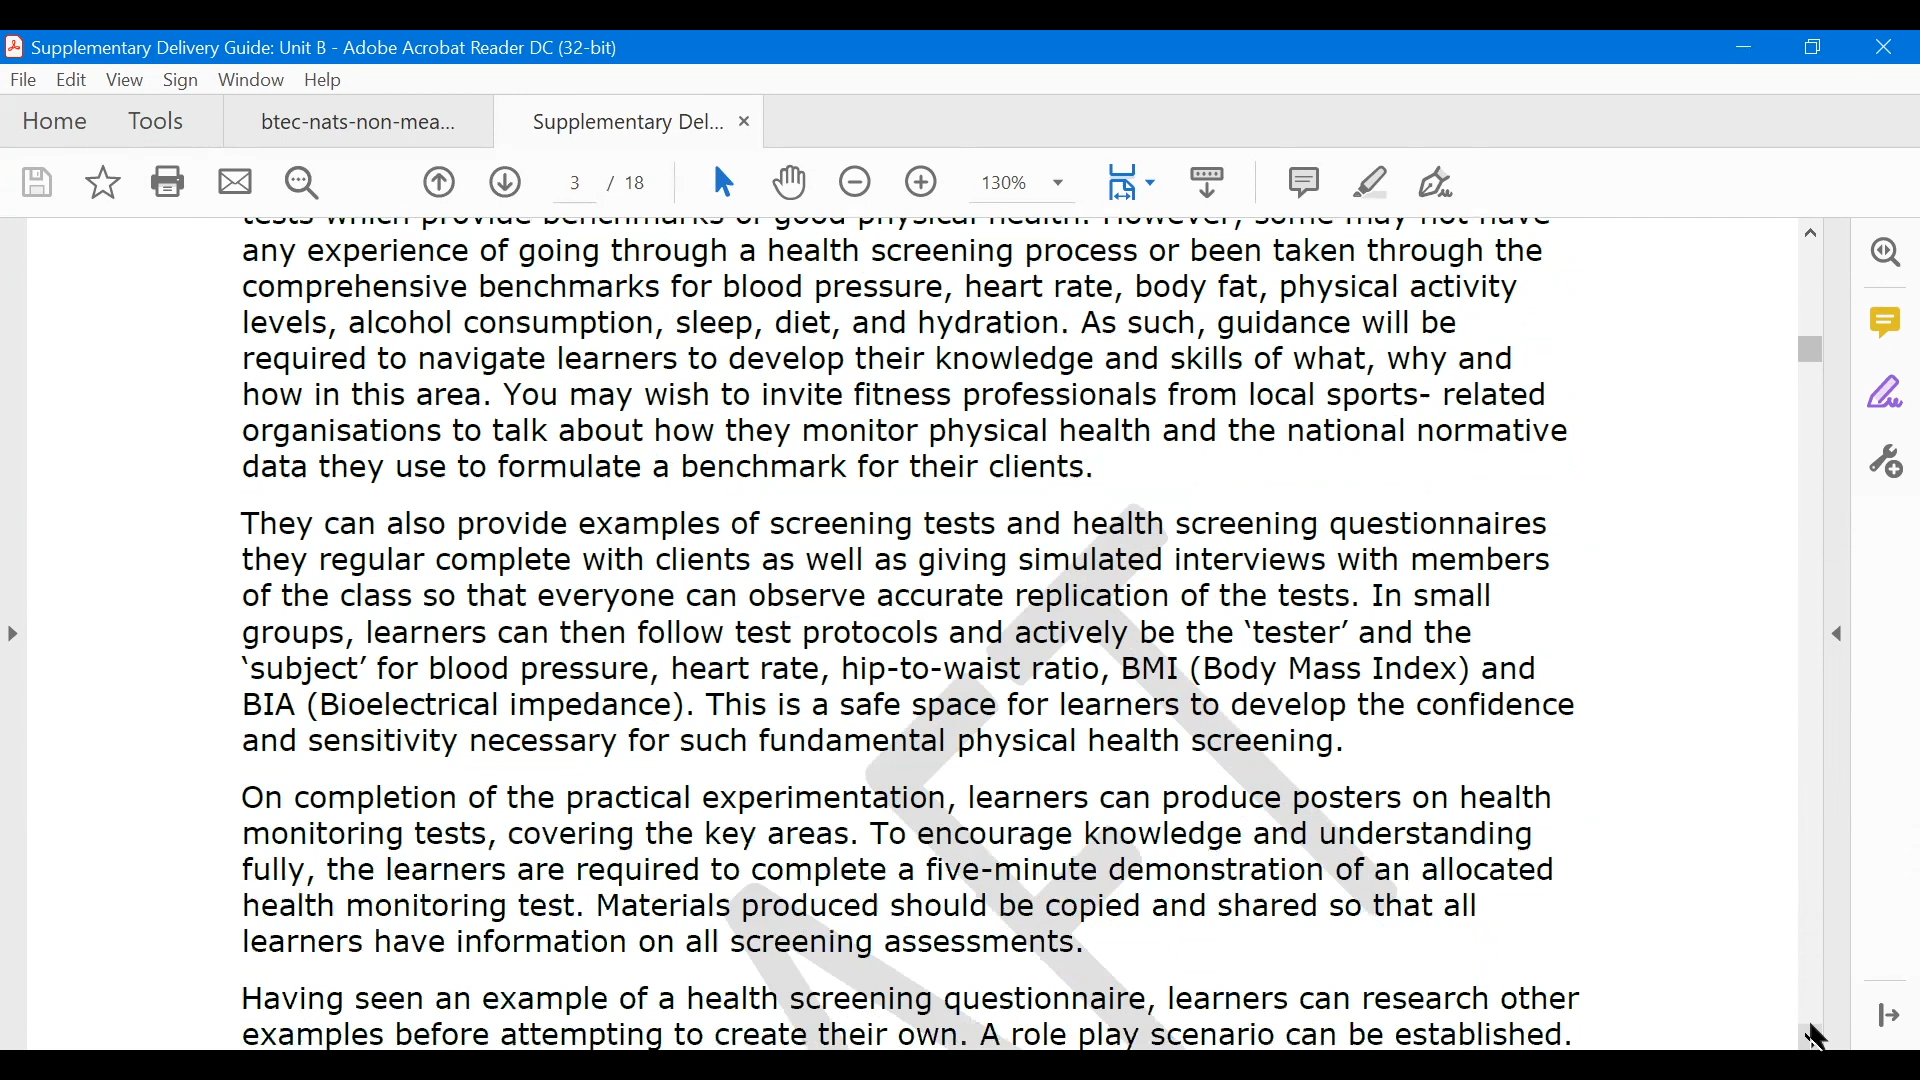 Supplementary Delivery Guide: Unit B - Adobe Acrobat Reader DC (32-bit)
File Edit View Sign Window Help
Home Tools btec-nats-non-mea... Supplementary Del... ×
3 / 18 130%
tests which provide benchmarks of good physical health. However, some may not have
any experience of going through a health screening process or been taken through the
comprehensive benchmarks for blood pressure, heart rate, body fat, physical activity
levels, alcohol consumption, sleep, diet, and hydration. As such, guidance will be
required to navigate learners to develop their knowledge and skills of what, why and
how in this area. You may wish to invite fitness professionals from local sports- related
organisations to talk about how they monitor physical health and the national normative
data they use to formulate a benchmark for their clients.
They can also provide examples of screening tests and health screening questionnaires
they regular complete with clients as well as giving simulated interviews with members
of the class so that everyone can observe accurate replication of the tests. In small
groups, learners can then follow test protocols and actively be the ‘tester’ and the
‘subject’ for blood pressure, heart rate, hip-to-waist ratio, BMI (Body Mass Index) and
BIA (Bioelectrical impedance). This is a safe space for learners to develop the confidence
and sensitivity necessary for such fundamental physical health screening.
On completion of the practical experimentation, learners can produce posters on health
monitoring tests, covering the key areas. To encourage knowledge and understanding
fully, the learners are required to complete a five-minute demonstration of an allocated
health monitoring test. Materials produced should be copied and shared so that all
learners have information on all screening assessments.
Having seen an example of a health screening questionnaire, learners can research other
examples before attempting to create their own. A role play scenario can be established.